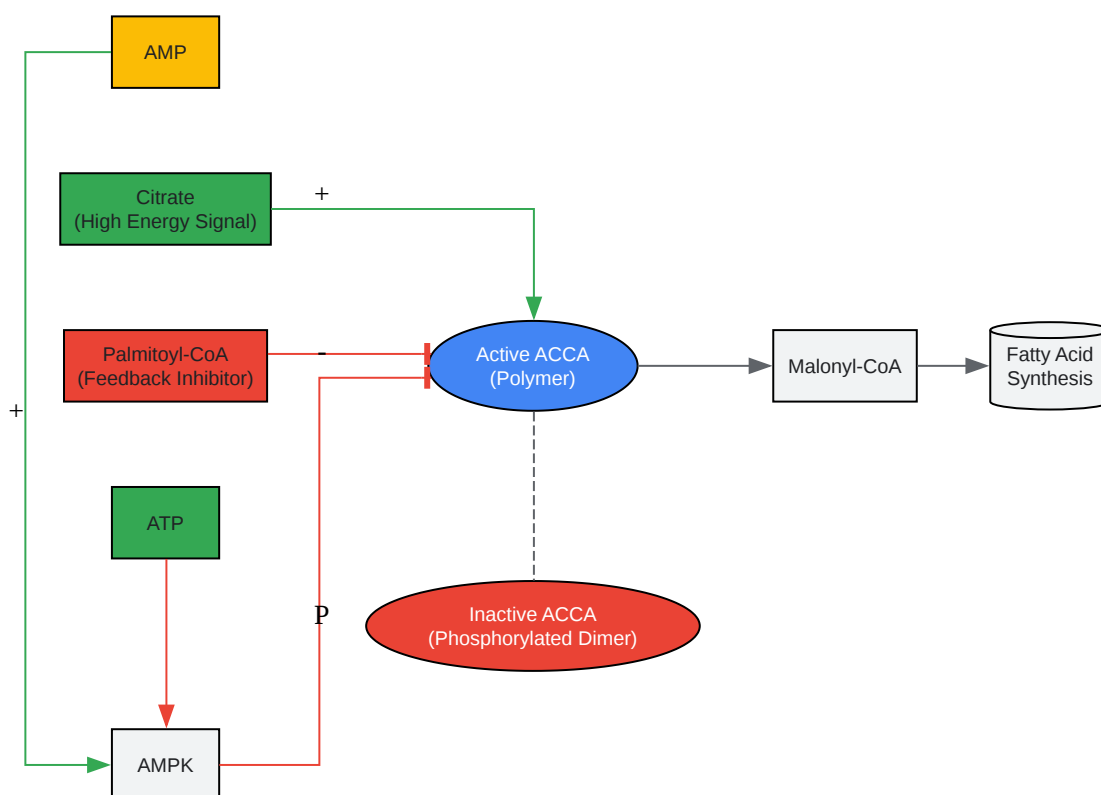 AMP
Citrate
(High Energy Signal)
+
Palmitoyl-CoA
(Feedback Inhibitor)
-
Active ACCA
(Polymer)
Malonyl-CoA
Fatty Acid
Synthesis
+
ATP
P
Inactive ACCA
(Phosphorylated Dimer)
AMPK